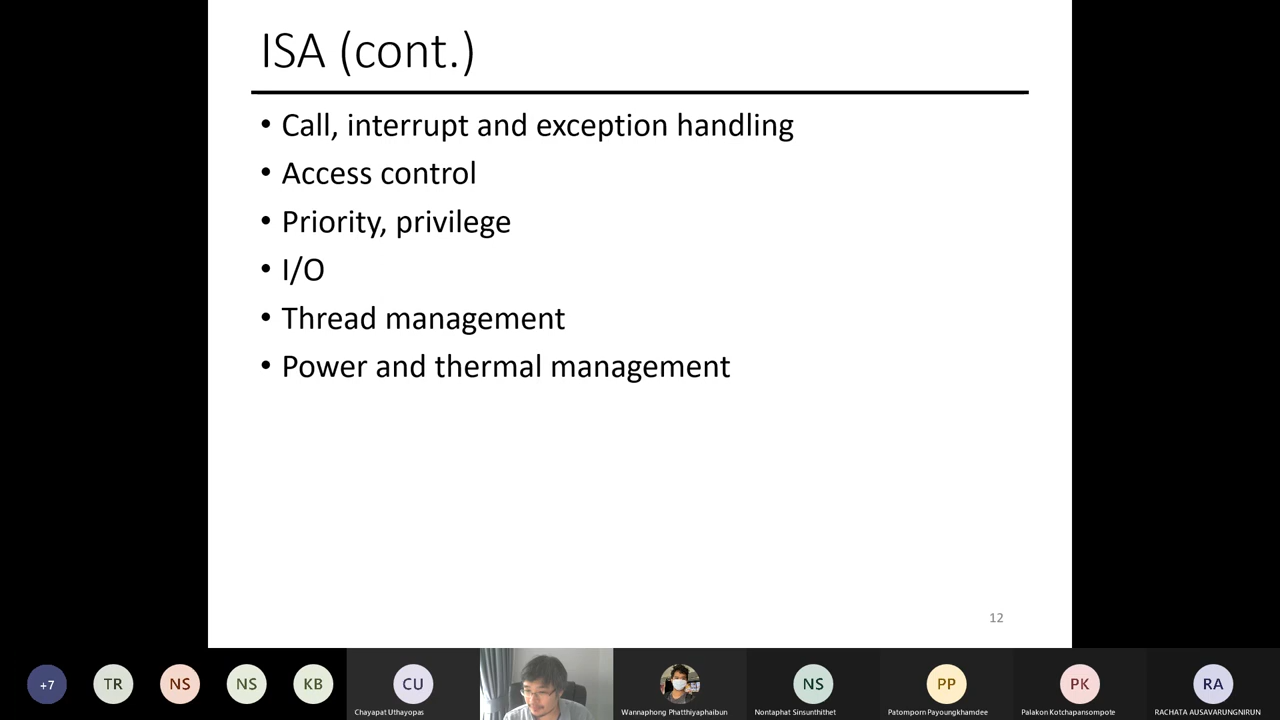 ISA (cont.)
• Call, interrupt and exception handling
• Access control
• Priority, privilege
• I/O
• Thread management
• Power and thermal management
12
+7
TR
NS
NS
KB
CU
NS
PP
PK
RA
Chayapat Uthayopas
Wannaphong Phatthiyaphaibun
Nontaphat Sinsunthithet
Patomporn Payoungkhamdee
Palakon Kotchapansompote
RACHATA AUSAVARUNGNIRUN